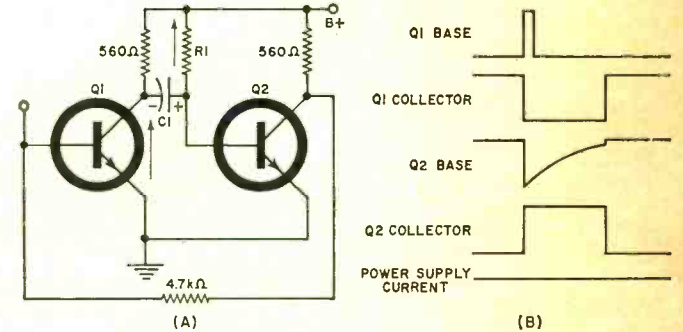 B+
560Ω
R1
560Ω
Q1
Q2
−
+
C1
4.7kΩ
(A)
Q1 BASE
Q1 COLLECTOR
Q2 BASE
Q2 COLLECTOR
POWER SUPPLY
CURRENT
(B)